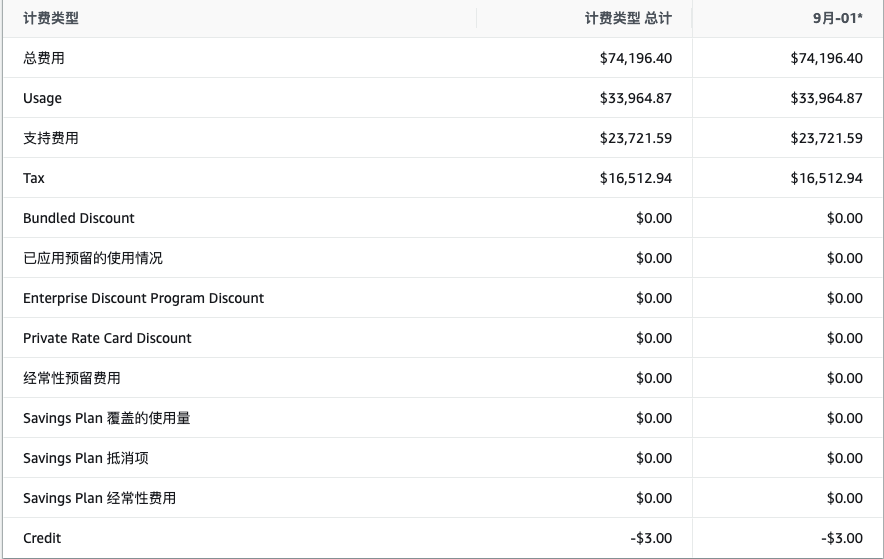 计费类型 计费类型 总计 9月-01*
总费用 $74,196.40 $74,196.40
Usage $33,964.87 $33,964.87
支持费用 $23,721.59 $23,721.59
Tax $16,512.94 $16,512.94
Bundled Discount $0.00 $0.00
已应用预留的使用情况 $0.00 $0.00
Enterprise Discount Program Discount $0.00 $0.00
Private Rate Card Discount $0.00 $0.00
经常性预留费用 $0.00 $0.00
Savings Plan 覆盖的使用量 $0.00 $0.00
Savings Plan 抵消项 $0.00 $0.00
Savings Plan 经常性费用 $0.00 $0.00
Credit -$3.00 -$3.00